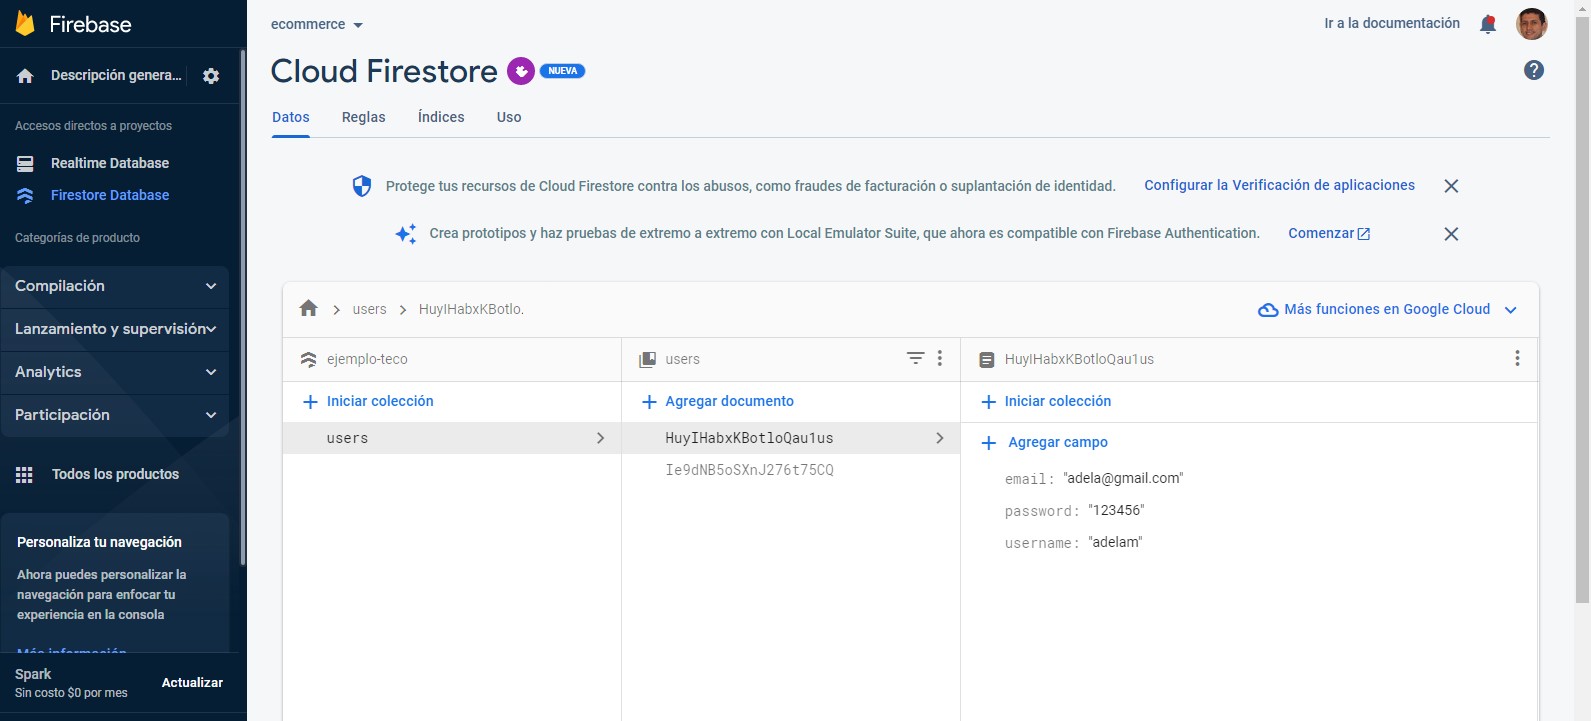 Firebase
Descripción genera...
Accesos directos a proyectos
Realtime Database
Firestore Database
Categorías de producto
Compilación
Lanzamiento y supervisión
Analytics
Participación
Todos los productos
Personaliza tu navegación
Ahora puedes personalizar la
navegación para enfocar tu
experiencia en la consola
Más información
Spark
Sin costo $0 por mes
Actualizar
ecommerce
Ir a la documentación
Cloud Firestore
NUEVA
Datos Reglas Índices Uso
Protege tus recursos de Cloud Firestore contra los abusos, como fraudes de facturación o suplantación de identidad. Configurar la Verificación de aplicaciones
Crea prototipos y haz pruebas de extremo a extremo con Local Emulator Suite, que ahora es compatible con Firebase Authentication. Comenzar
users HuyIHabxKBotlo.
Más funciones en Google Cloud
ejemplo-teco
Iniciar colección
users
users
Agregar documento
HuyIHabxKBotloQau1us
Ie9dNB5oSXnJ276t75CQ
HuyIHabxKBotloQau1us
Iniciar colección
Agregar campo
email: "adela@gmail.com"
password: "123456"
username: "adelam"